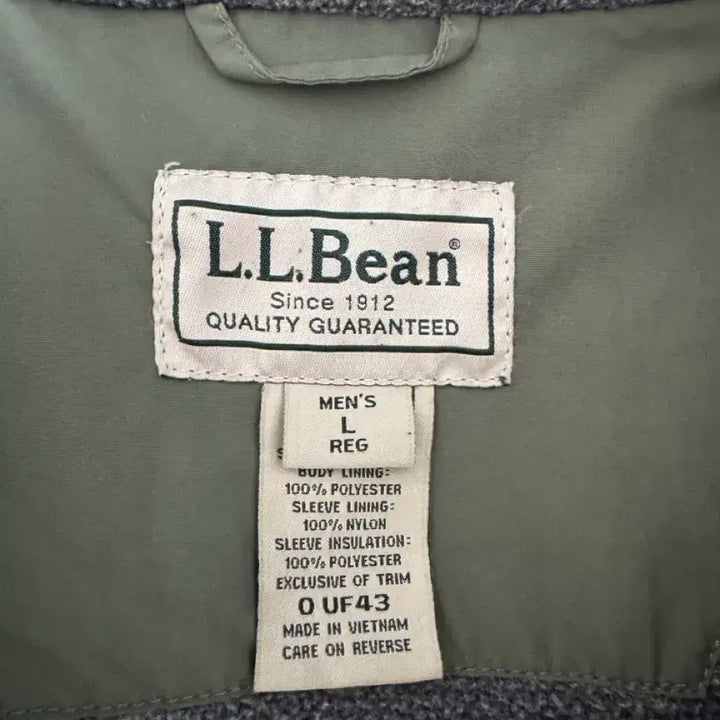 L.L.Bean®
Since 1912
QUALITY GUARANTEED
MEN'S
L
REG
BODY LINING:
100% POLYESTER
SLEEVE LINING:
100% NYLON
SLEEVE INSULATION:
100% POLYESTER
EXCLUSIVE OF TRIM
0 UF43
MADE IN VIETNAM
CARE ON REVERSE